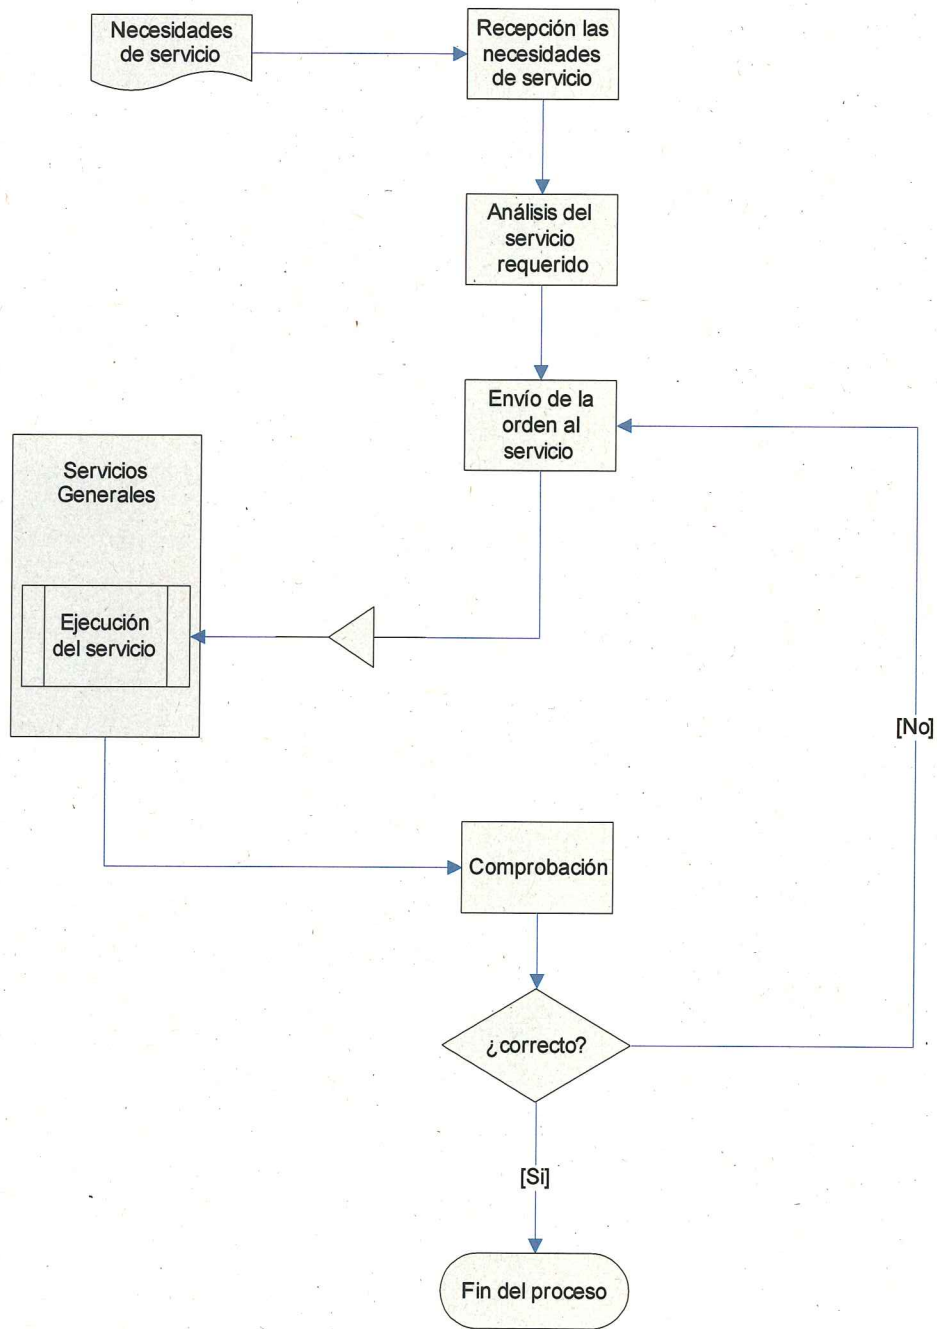 Necesidades
de servicio
Recepción las
necesidades
de servicio
Análisis del
servicio
requerido
Envío de la
orden al
servicio
Servicios
Generales
Ejecución
del servicio
[No]
Comprobación
¿correcto?
[Si]
Fin del proceso